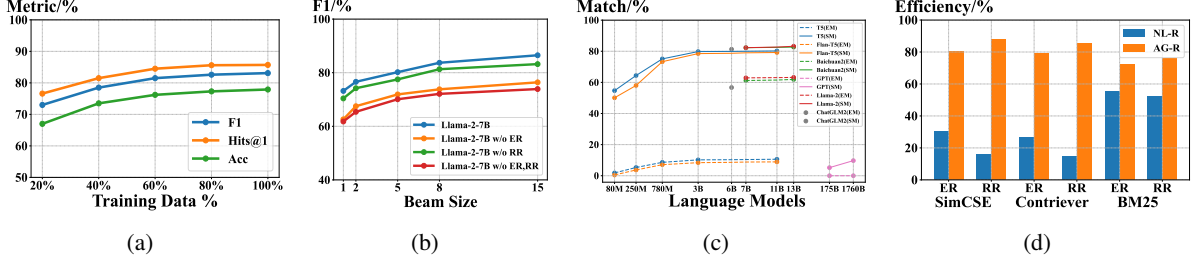 Metric/%
100
90
80
70
60
50
20%
40%
60%
80%
100%
F1
Hits@1
Acc
Training Data %
(a)
F1/%
100
80
60
40
1
2
5
8
15
Llama-2-7B
Llama-2-7B w/o ER
Llama-2-7B w/o RR
Llama-2-7B w/o ER,RR
Beam Size
(b)
Match/%
100
80
60
40
20
0
80M
250M
780M
3B
6B
7B
11B
13B
175B
1760B
T5(EM)
T5(SM)
Flan-T5(EM)
Flan-T5(SM)
Baichuan2(EM)
Baichuan2(SM)
GPT(EM)
GPT(SM)
Llama-2(EM)
Llama-2(SM)
ChatGLM2(EM)
ChatGLM2(SM)
Language Models
(c)
Efficiency/%
100
80
60
40
20
0
NL-R
AG-R
ER RR ER RR ER RR
SimCSE Contriever BM25
(d)